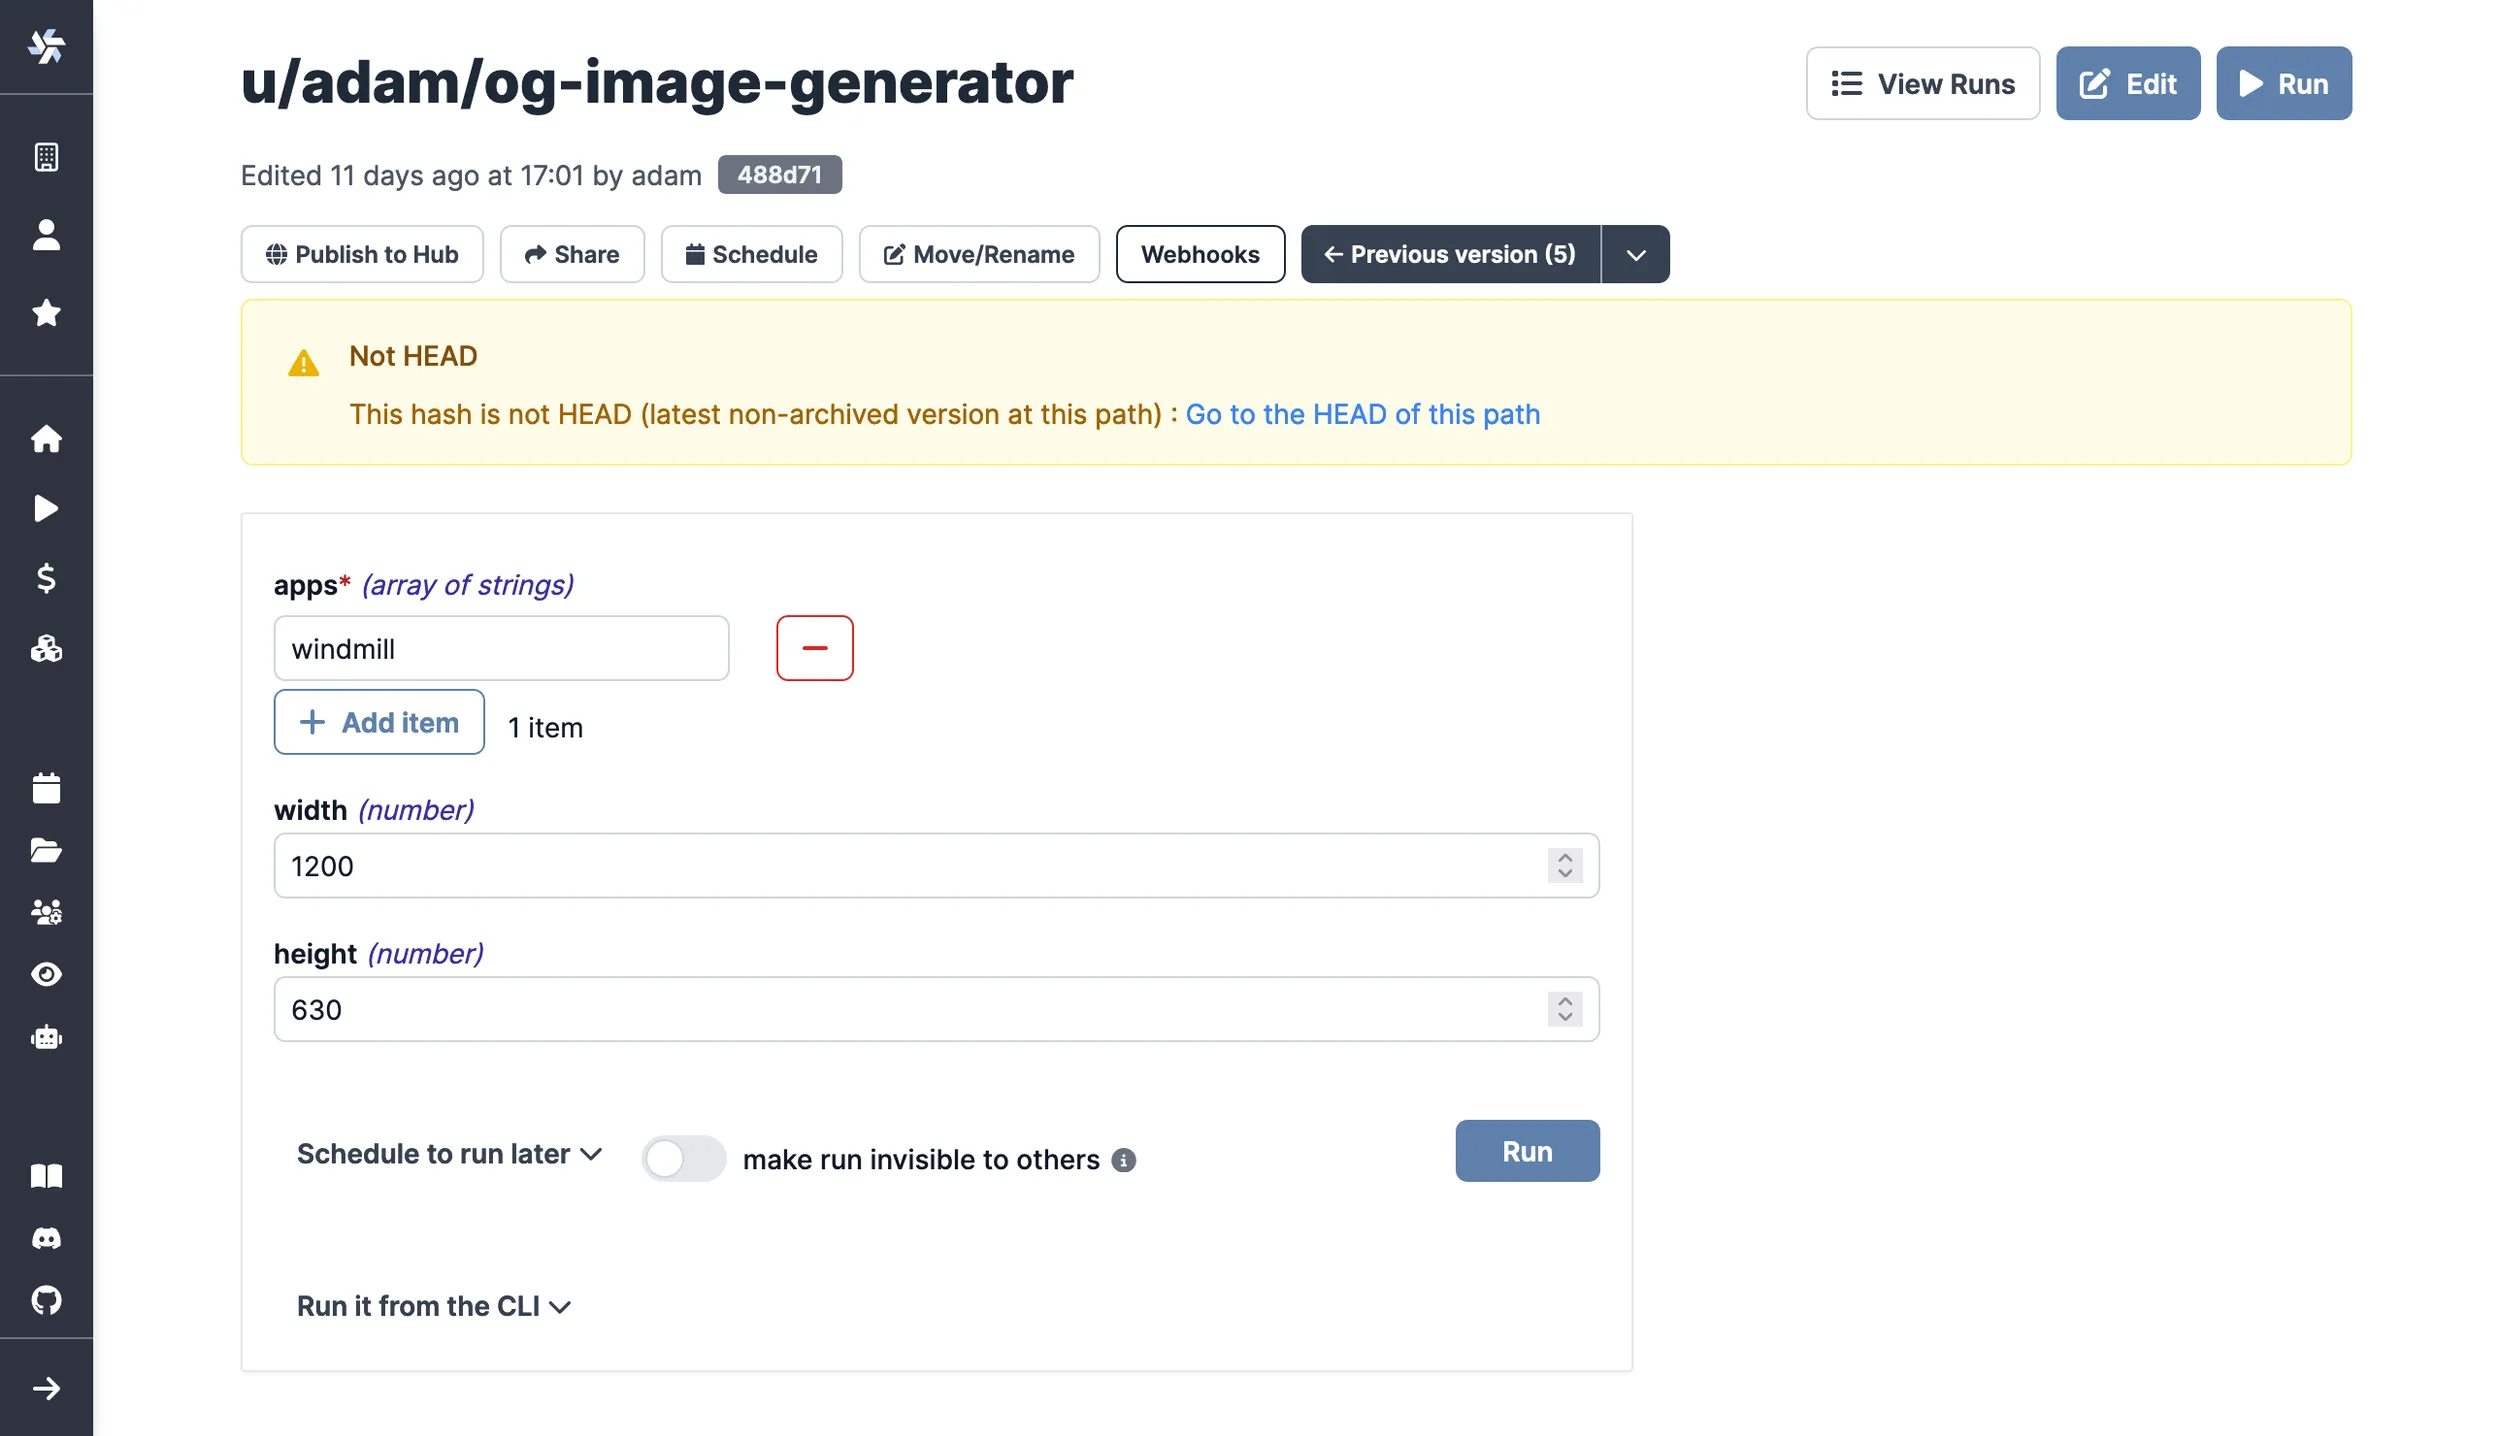 u/adam/og-image-generator
View Runs
Edit
Run
Edited 11 days ago at 17:01 by adam 488d71
Publish to Hub
Share
Schedule
Move/Rename
Webhooks
Previous version (5)
Not HEAD
This hash is not HEAD (latest non-archived version at this path) : Go to the HEAD of this path
apps* (array of strings)
windmill
Add item
1 item
width (number)
1200
height (number)
630
Schedule to run later
make run invisible to others
Run
Run it from the CLI